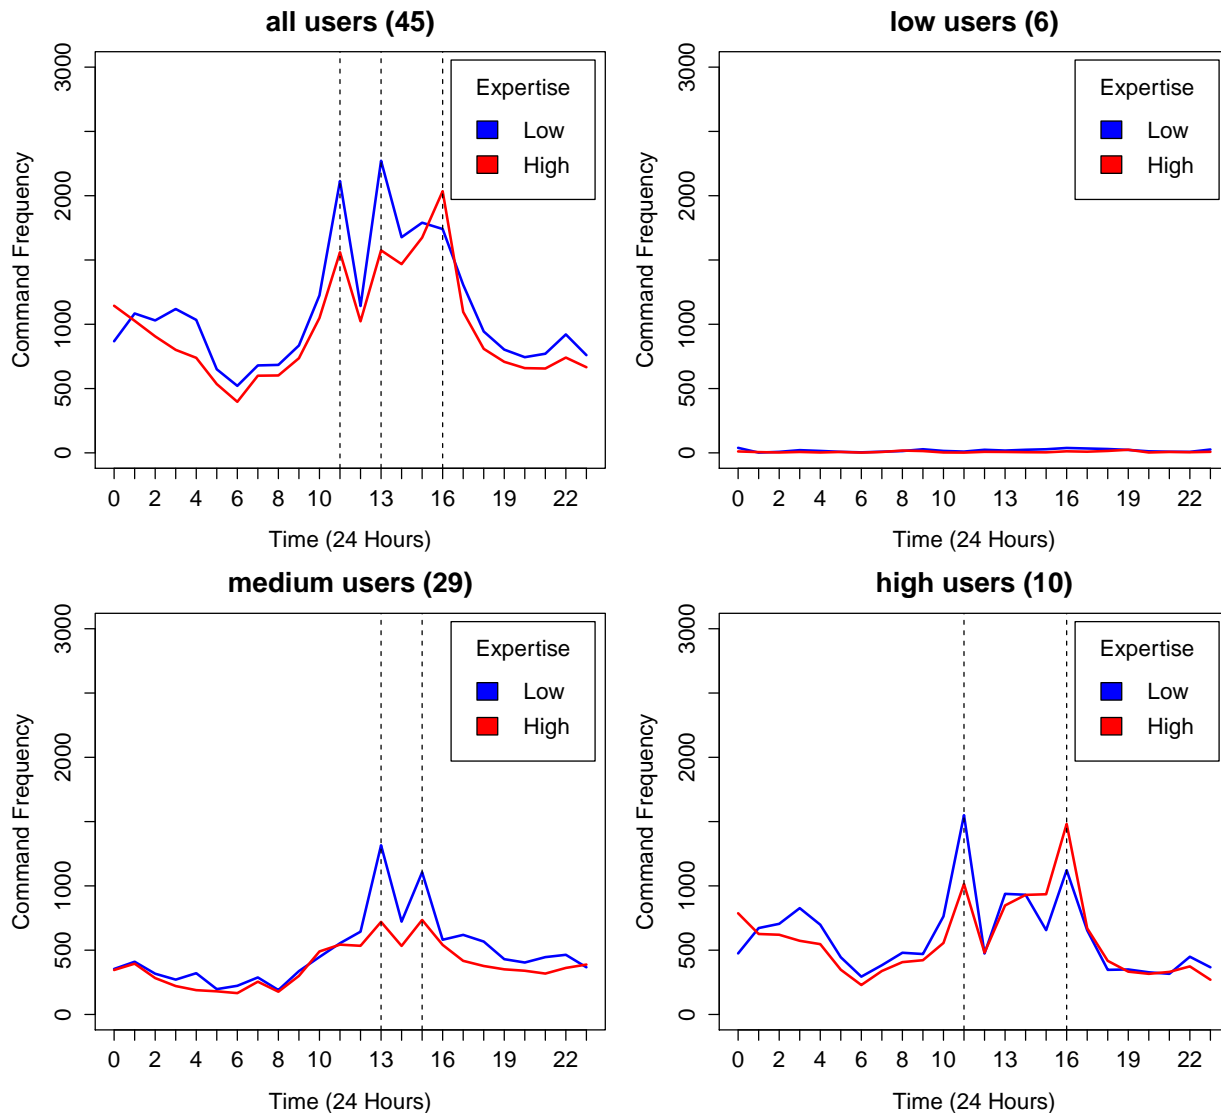 all users (45)
Command Frequency
0 500 1000 2000 3000
Expertise
Low
High
0 2 4 6 8 10 13 16 19 22
Time (24 Hours)
low users (6)
Command Frequency
0 500 1000 2000 3000
Expertise
Low
High
0 2 4 6 8 10 13 16 19 22
Time (24 Hours)
medium users (29)
Command Frequency
0 500 1000 2000 3000
Expertise
Low
High
0 2 4 6 8 10 13 16 19 22
Time (24 Hours)
high users (10)
Command Frequency
0 500 1000 2000 3000
Expertise
Low
High
0 2 4 6 8 10 13 16 19 22
Time (24 Hours)